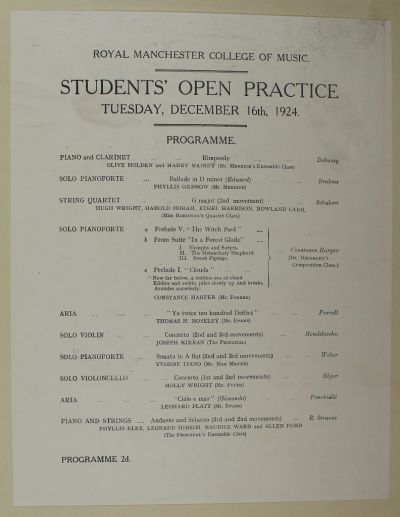 ROYAL MANCHESTER COLLEGE OF MUSIC.
STUDENTS' OPEN PRACTICE
TUESDAY, DECEMBER 16th, 1924.
PROGRAMME.
PIANO and CLARINET Rhapsody ... Debussy
OLIVE HOLDEN and HARRY MAINEY (Mr. Merrick's Ensemble Class)
SOLO PIANOFORTE ... Ballade in D minor (Edward) ... Brahms
PHYLLIS OXBROW (Mr. Merrick)
STRING QUARTET G major (2nd movement) ... Schubert
HUGH WRIGHT, HAROLD HORAM, ETHEL HARRISON, ROWLAND CARR,
(Miss Robinson's Quartet Class)
SOLO PIANOFORTE a Prelude V. "The Witch Pool" ...
b From Suite "In a Forest Glade" ...
I. Nymphs and Satyrs.
II. The Melancholy Shepherd
III. Sweet Pipings.
Constance Harper
(Dr. Keighley's
Composition Class.)
c Prelude I. "Clouds" ...
"Now far below, a restless sea of cloud
Eddies and swirls, piles slowly up and breaks
Asunder noiselessly.
CONSTANCE HARPER (Mr. Forbes)
ARIA ... ... "Ye twice ten hundred Deities" ... Purcell
THOMAS H. MOSELEY (Mr. Evans)
SOLO VIOLIN ... Concerto (2nd and 3rd movements) ... Mendelssohn
JOSEPH KIERAN (The Principal)
SOLO PIANOFORTE ... Sonata in A flat (2nd and 3rd movements) ... Weber
YVONNE TIANO (Mr. Max Mayer)
SOLO VIOLONCELLO ... Concerto (1st and 2nd movements) ... Elgar
MOLLY WRIGHT (Mr. Fuchs)
ARIA ... ... "Cielo e mar" (Gioconda) ... Ponchielli
LEONARD PLATT (Mr. Evans)
PIANO AND STRINGS ... Andante and Scherzo (3rd and 2nd movements) ... R. Strauss
PHYLLIS ELEY, LEONARD HIRSCH, MAURICE WARD and ALLEN FORD
(The Principal's Ensemble Class)
PROGRAMME 2d.